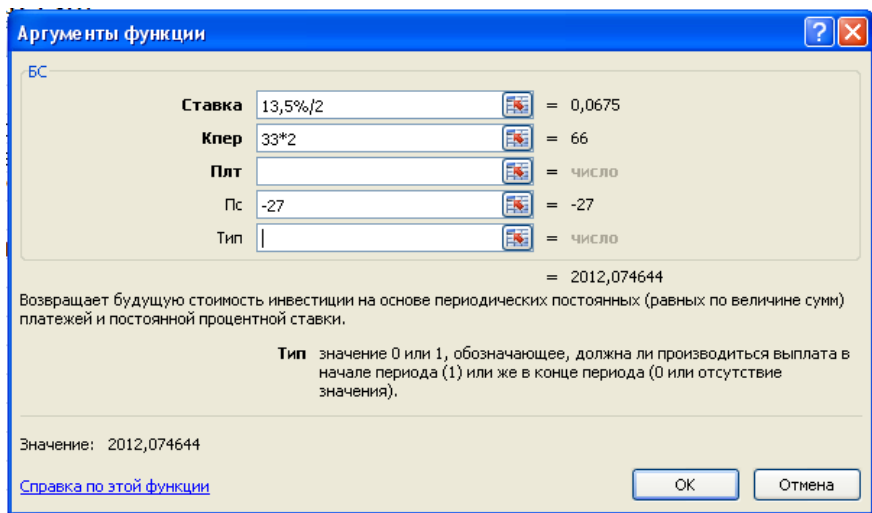 Аргументы функции
БС
Ставка 13,5%/2 = 0,0675
Кпер 33*2 = 66
Плт = число
Пс -27 = -27
Тип = число
= 2012,074644
Возвращает будущую стоимость инвестиции на основе периодических постоянных (равных по величине сумм)
платежей и постоянной процентной ставки.
Тип значение 0 или 1, обозначающее, должна ли производиться выплата в
начале периода (1) или же в конце периода (0 или отсутствие
значения).
Значение: 2012,074644
Справка по этой функции
ОК
Отмена